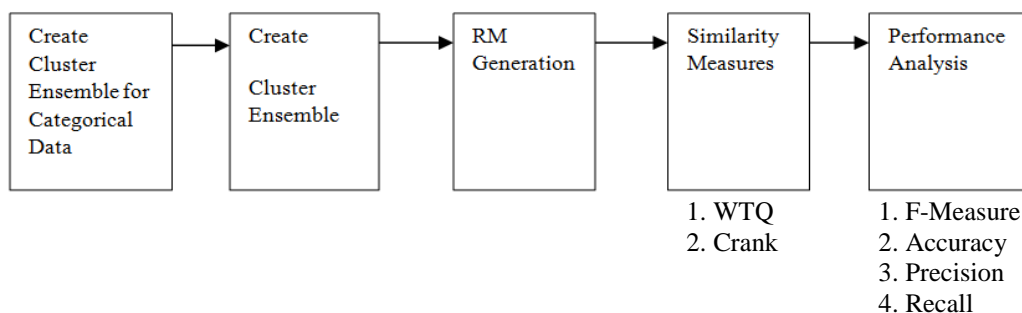 Create
Cluster
Ensemble for
Categorical
Data
Create
Cluster
Ensemble
RM
Generation
Similarity
Measures
Performance
Analysis
1. WTQ
2. Crank
1. F-Measure
2. Accuracy
3. Precision
4. Recall